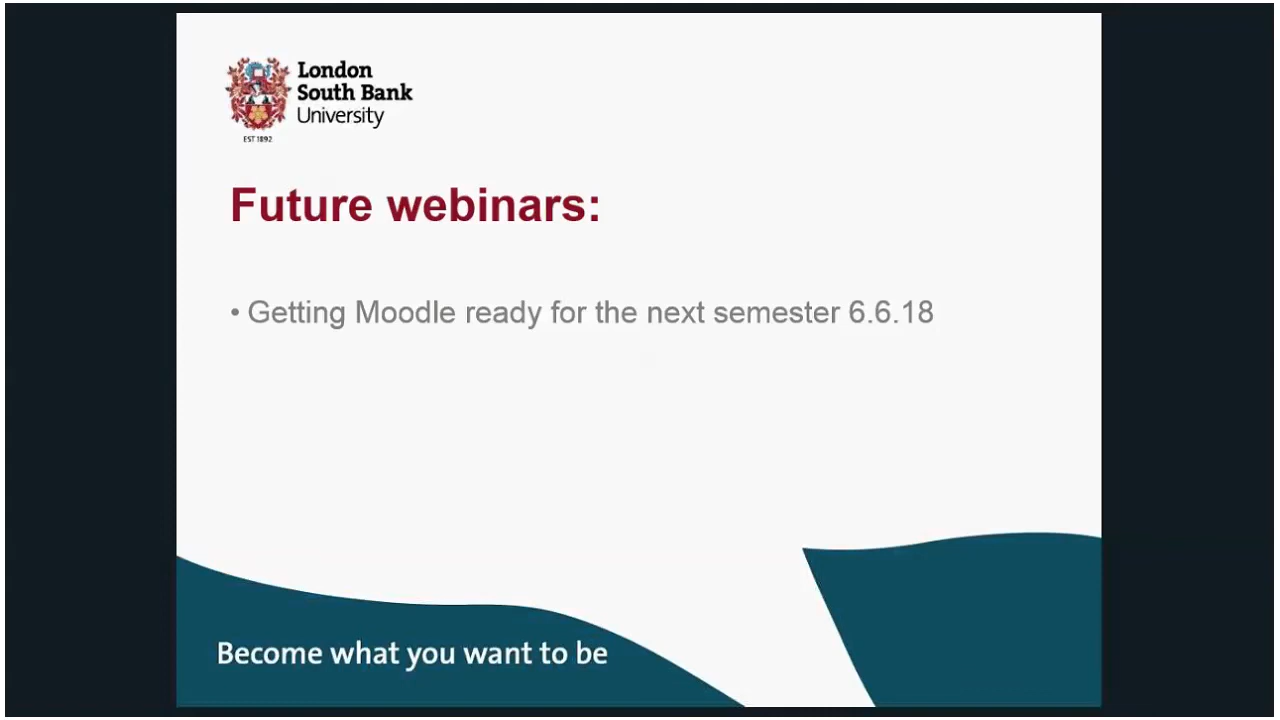 London
South Bank
University
EST 1892
Future webinars:
• Getting Moodle ready for the next semester 6.6.18
Become what you want to be